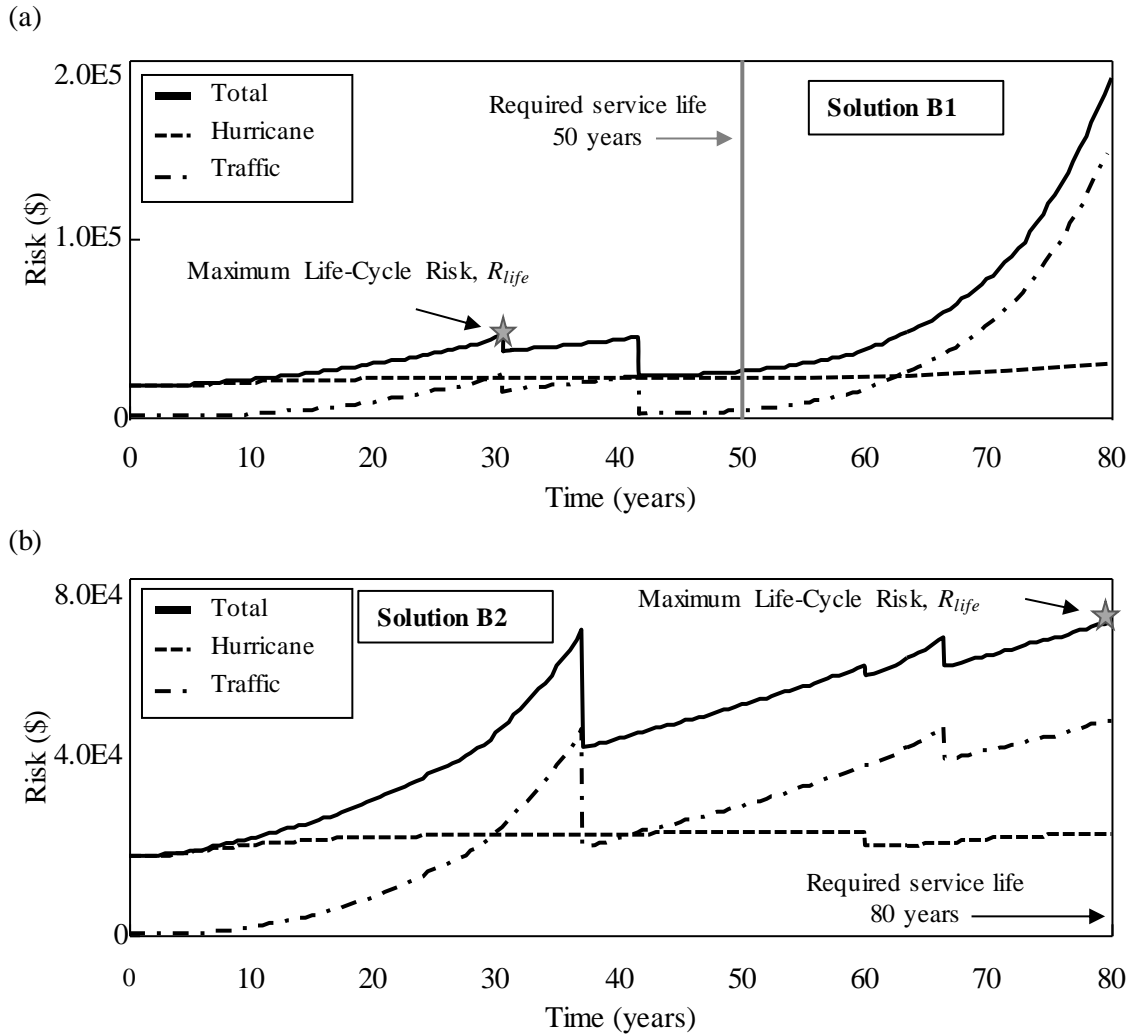 (a)
2.0E5
1.0E5
0
Risk ($)
Total
Hurricane
Traffic
Required service life
50 years
Solution B1
Maximum Life-Cycle Risk, Rlife
0 10 20 30 40 50 60 70 80
Time (years)
(b)
8.0E4
4.0E4
0
Risk ($)
Total
Hurricane
Traffic
Solution B2
Maximum Life-Cycle Risk, Rlife
Required service life
80 years
0 10 20 30 40 50 60 70 80
Time (years)